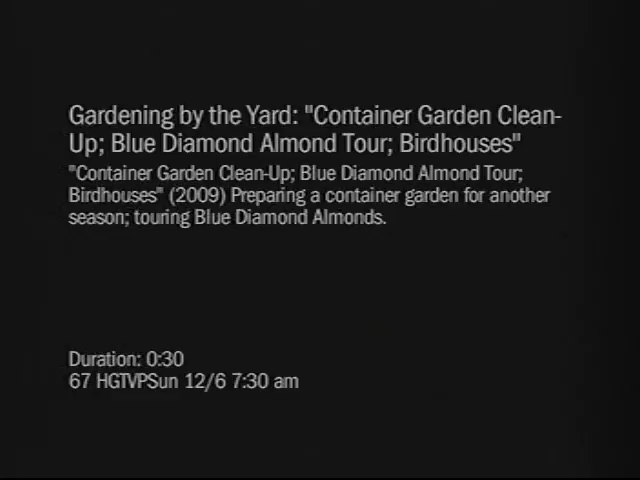 Gardening by the Yard: "Container Garden Clean-
Up; Blue Diamond Almond Tour; Birdhouses"
"Container Garden Clean-Up; Blue Diamond Almond Tour;
Birdhouses" (2009) Preparing a container garden for another
season; touring Blue Diamond Almonds.
Duration: 0:30
67 HGTVPSun 12/6 7:30 am